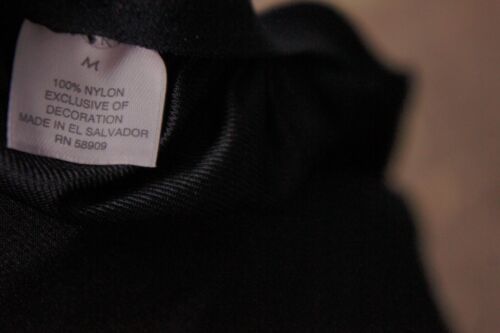 M
100% NYLON
EXCLUSIVE OF
DECORATION
MADE IN EL SALVADOR
RN 58909